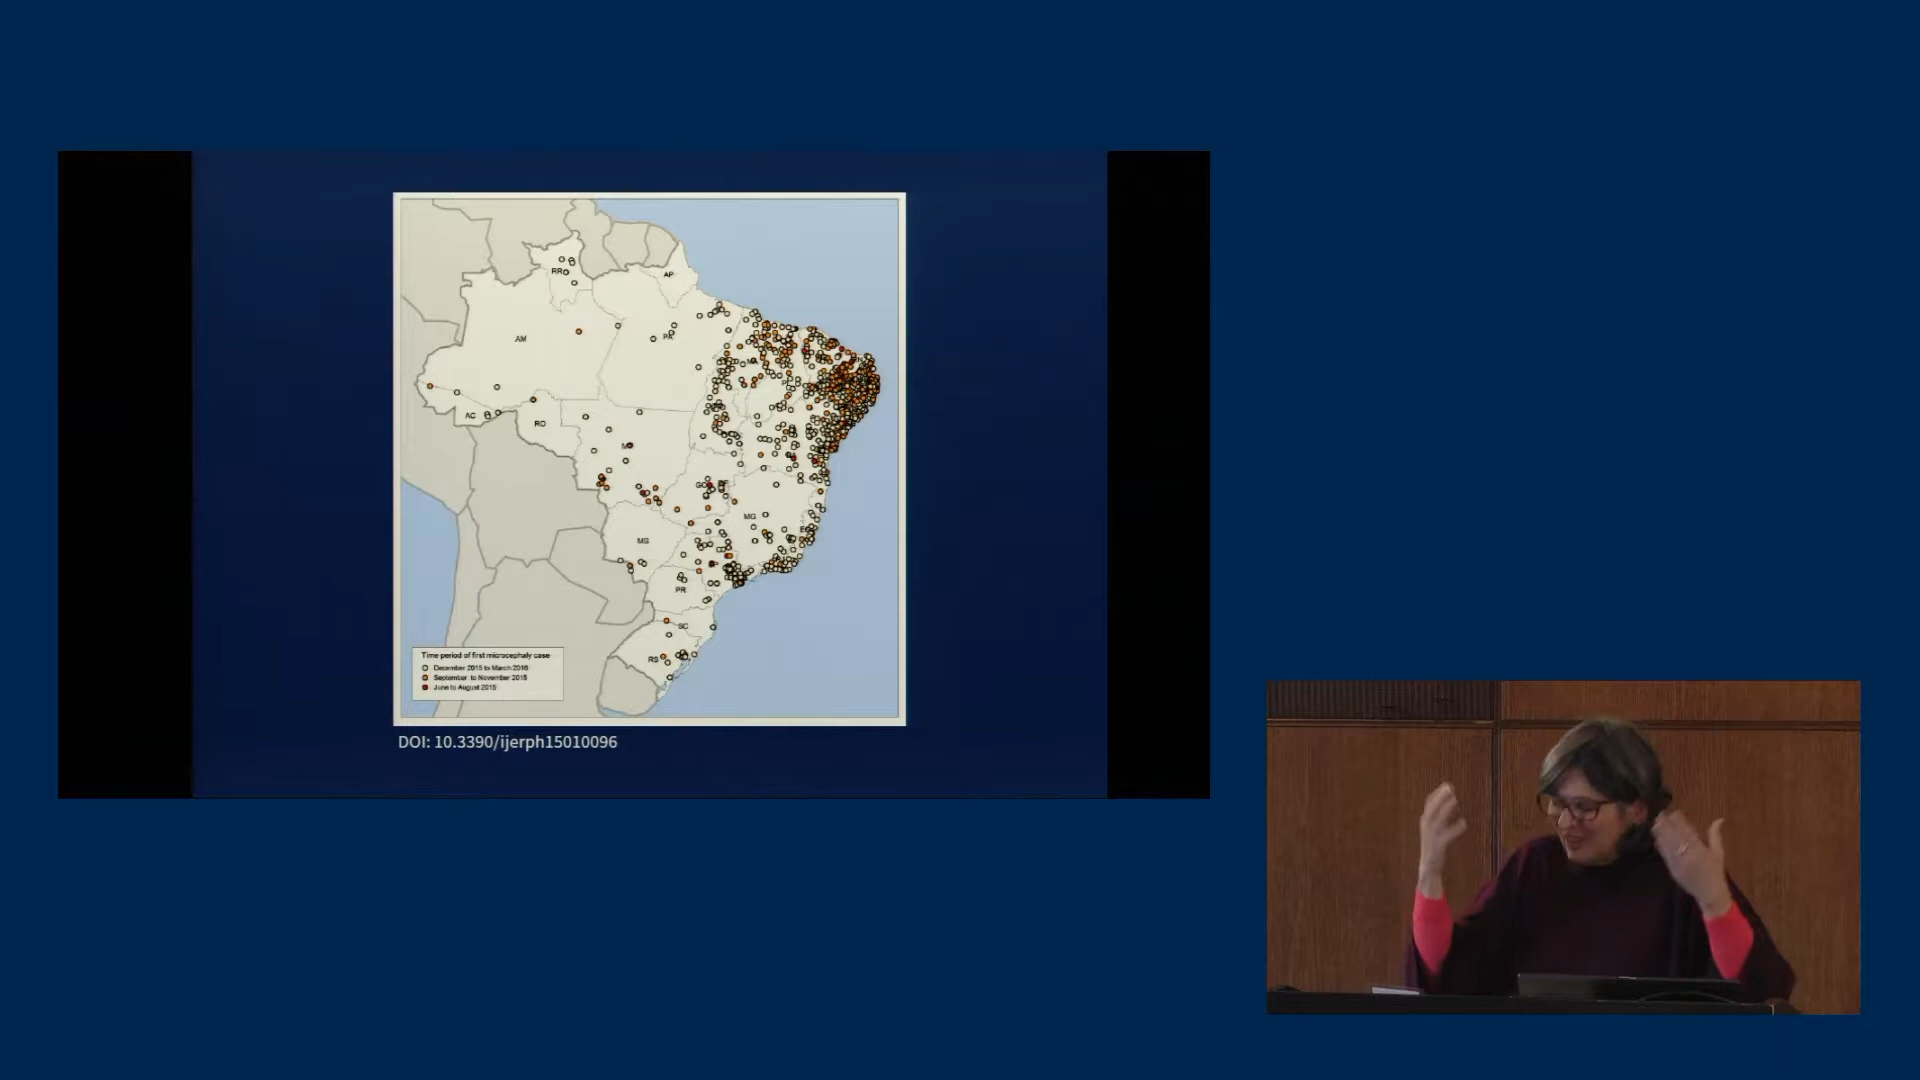 RR
AP
AM
PA
AC
RO
GO
MG
MS
PR
SC
RS
Time period of first microcephaly case
December 2015 to March 2016
September to November 2015
June to August 2015
DOI: 10.3390/ijerph15010096